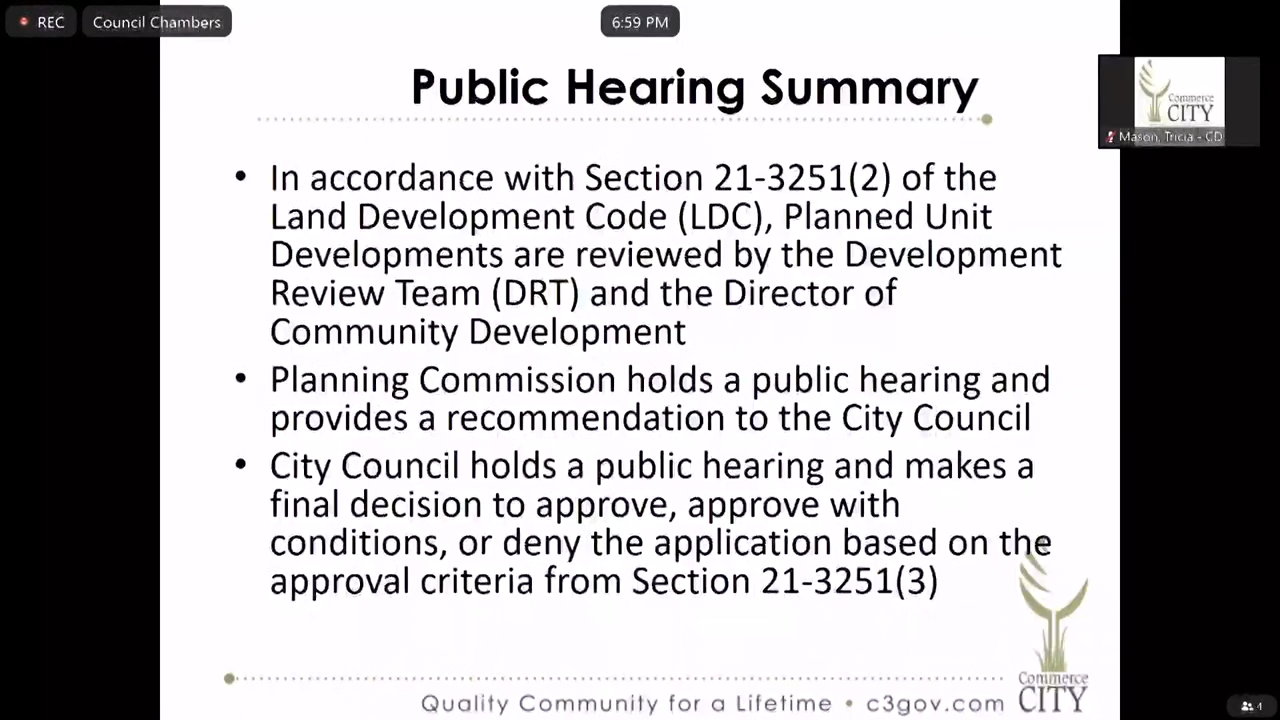 REC
Council Chambers
6:59 PM
Public Hearing Summary
Commerce
CITY
Mason, Tricia - CD
• In accordance with Section 21-3251(2) of the
Land Development Code (LDC), Planned Unit
Developments are reviewed by the Development
Review Team (DRT) and the Director of
Community Development
• Planning Commission holds a public hearing and
provides a recommendation to the City Council
• City Council holds a public hearing and makes a
final decision to approve, approve with
conditions, or deny the application based on the
approval criteria from Section 21-3251(3)
Commerce
CITY
Quality Community for a Lifetime • c3gov.com
4